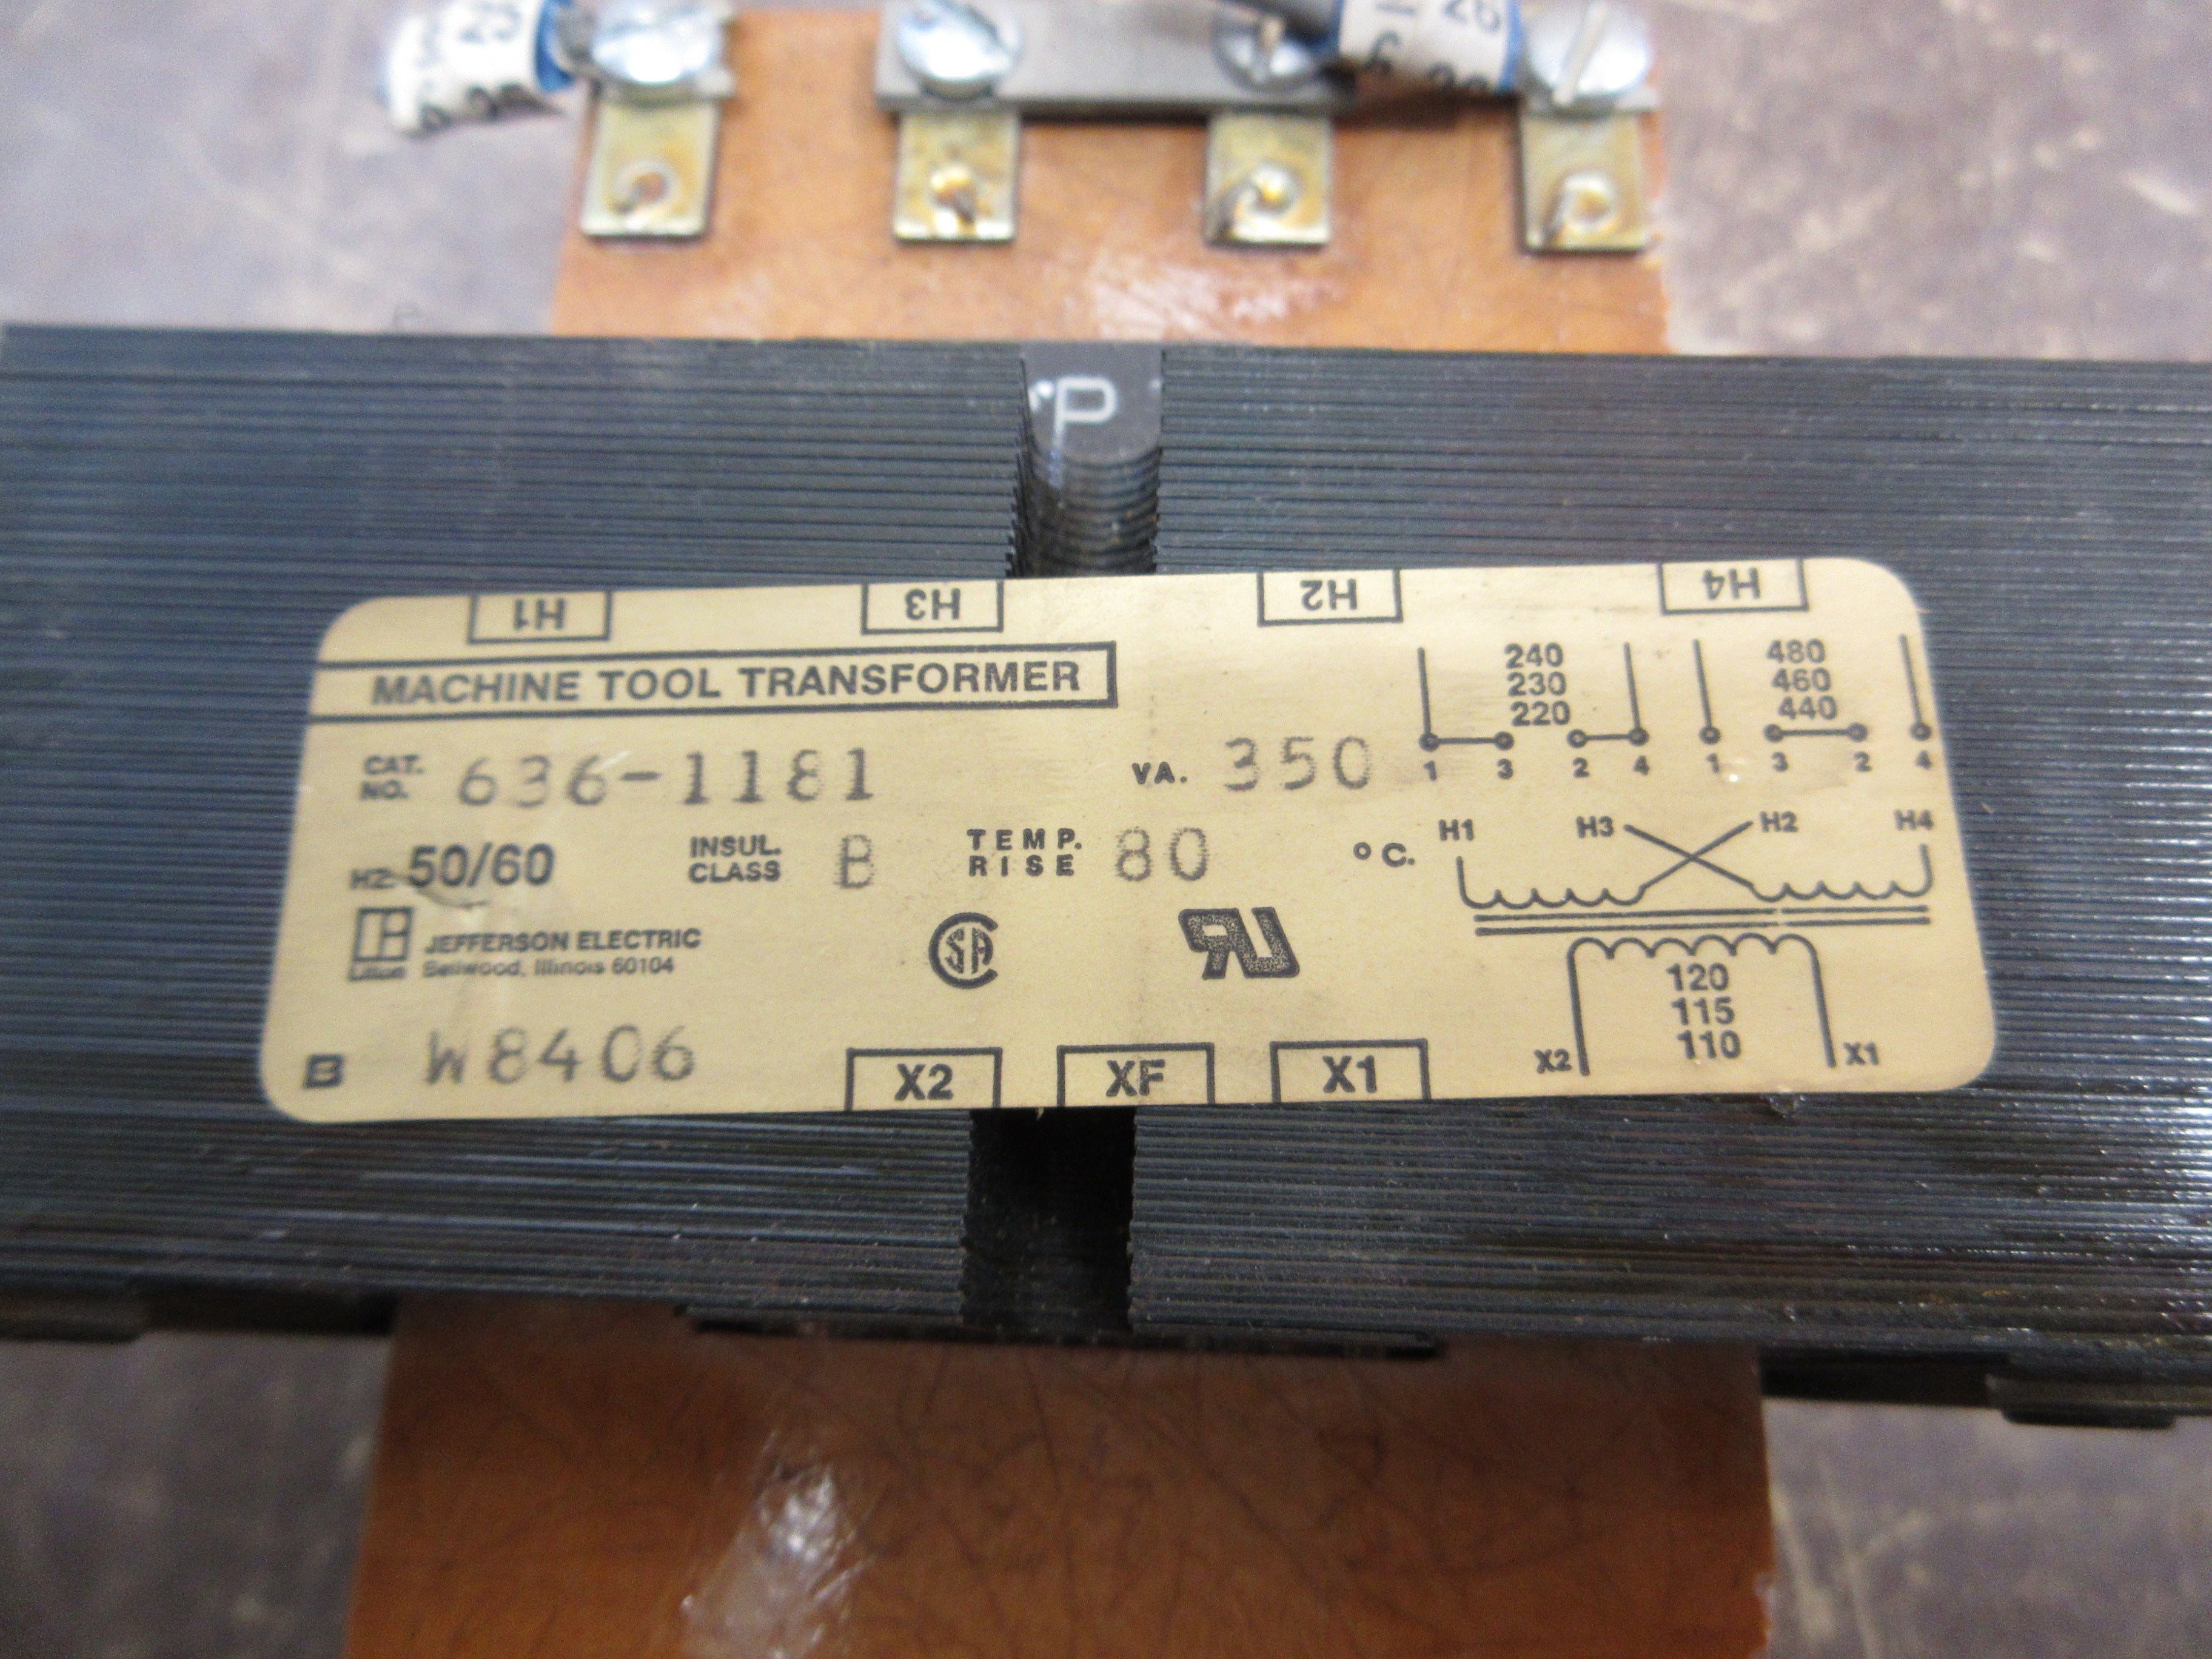 P
H1 H3 H2 H4
MACHINE TOOL TRANSFORMER
CAT. NO. 636-1181
VA. 350
HZ. 50/60
INSUL. CLASS B
TEMP. RISE 80 °C.
JEFFERSON ELECTRIC
Litton Bellwood, Illinois 60104
B W8406
X2 XF X1
240
230
220
1 3 2 4
480
460
440
1 3 2 4
H1 H3 H2 H4
120
115
110
X2 X1